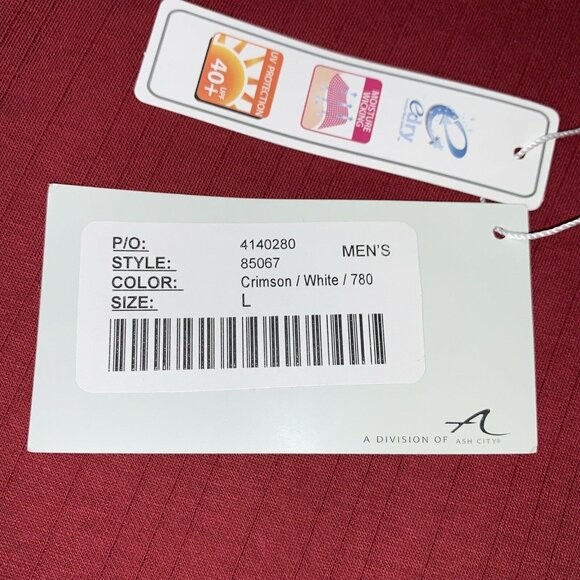 UV PROTECTION
40+
UPF
MOISTURE
WICKING
edry
P/O: 4140280 MEN'S
STYLE: 85067
COLOR: Crimson / White / 780
SIZE: L
A DIVISION OF ASH CITY®